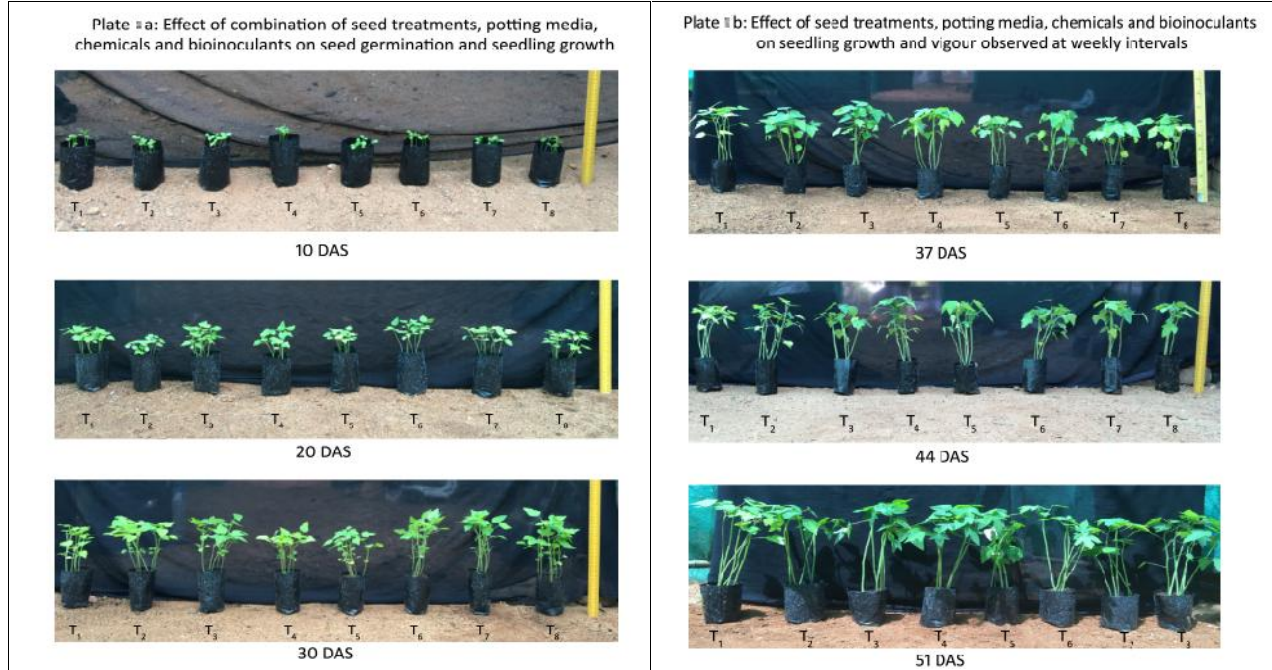 Plate a: Effect of combination of seed treatments, potting media,
chemicals and bioinoculants on seed germination and seedling growth
T1 T2 T3 T4 T5 T6 T7 T8
10 DAS
T1 T2 T3 T4 T5 T6 T7 T8
20 DAS
T1 T2 T3 T4 T5 T6 T7 T8
30 DAS
Plate b: Effect of seed treatments, potting media, chemicals and bioinoculants
on seedling growth and vigour observed at weekly intervals
T1 T2 T3 T4 T5 T6 T7 T8
37 DAS
T1 T2 T3 T4 T5 T6 T7 T8
44 DAS
T1 T2 T3 T4 T5 T6
51 DAS